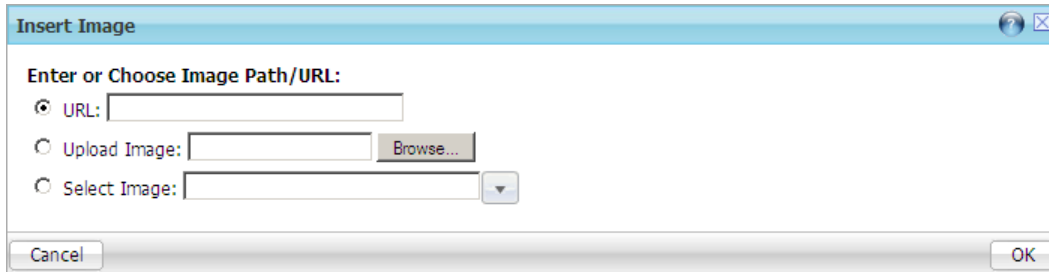 Insert Image ?
Enter or Choose Image Path/URL:
URL:
Upload Image: Browse...
Select Image:
Cancel OK